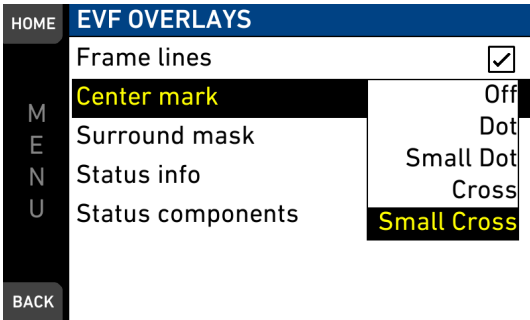 HOME
EVF OVERLAYS
Frame lines
Center mark
Surround mask
Status info
Status components
Off
Dot
Small Dot
Cross
Small Cross
M
E
N
U
BACK